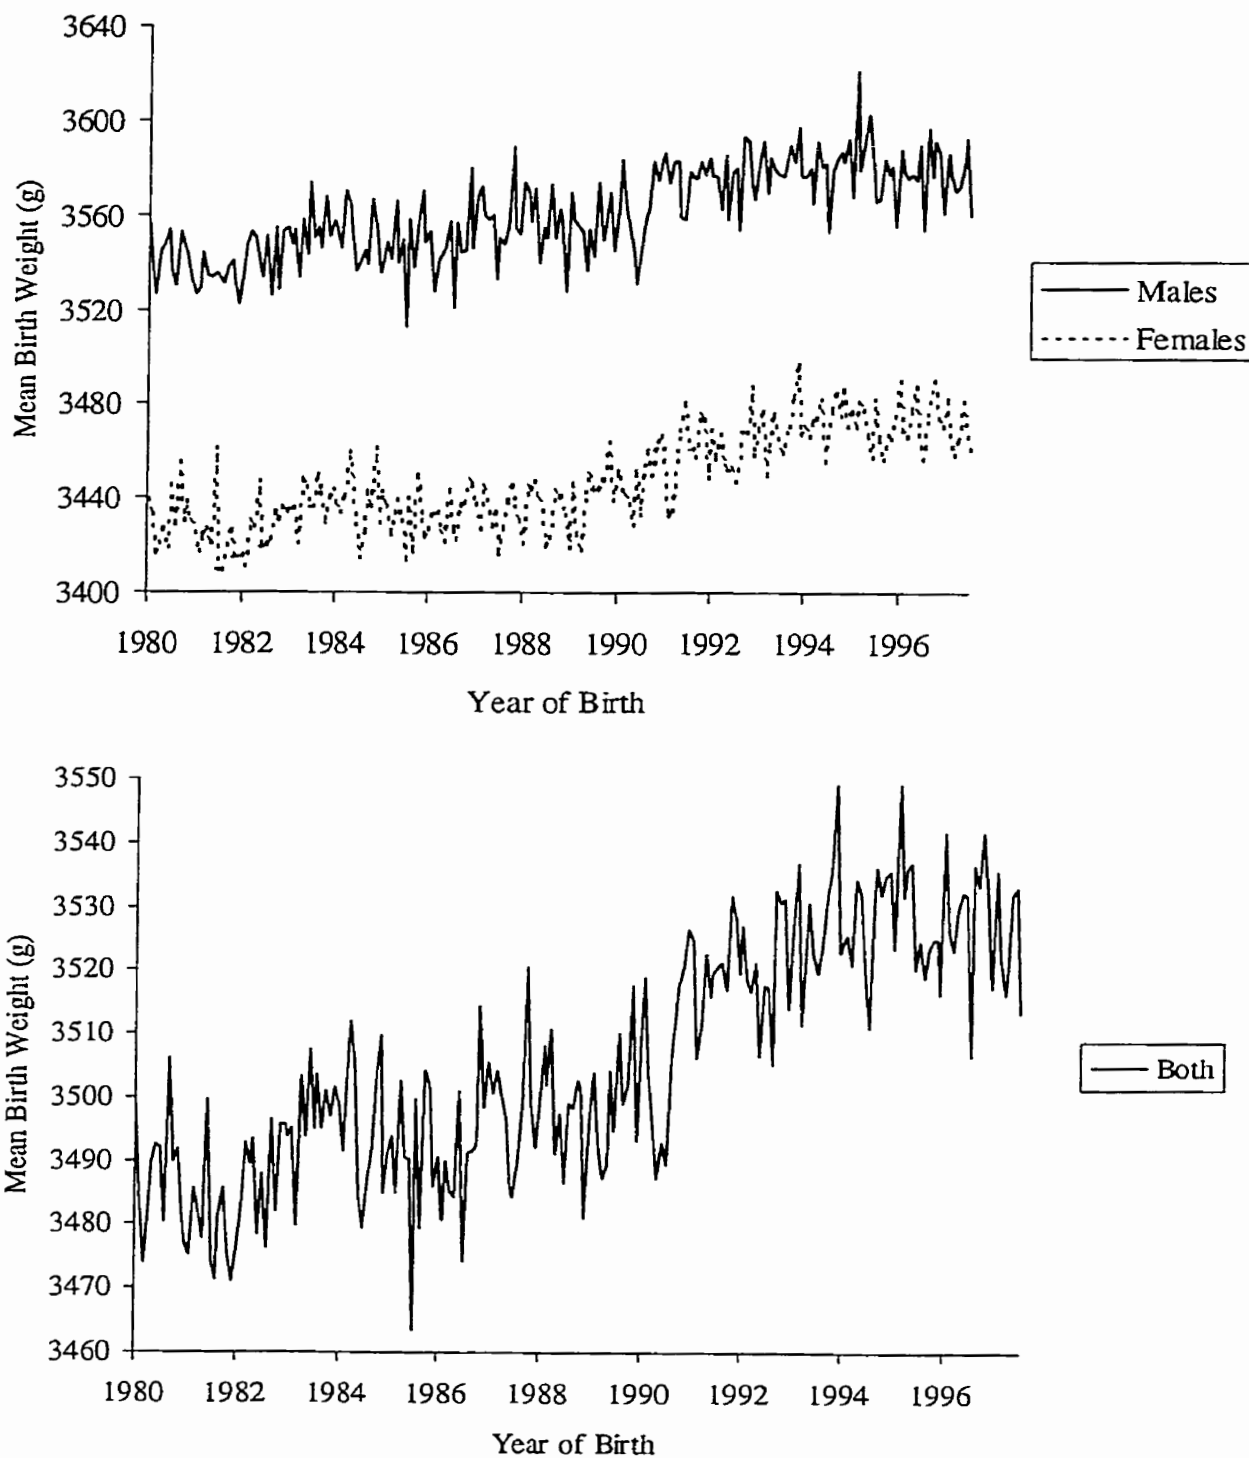 3640
3600
3560
3520
3480
3440
3400
Mean Birth Weight (g)
1980 1982 1984 1986 1988 1990 1992 1994 1996
Year of Birth
Males
Females
3550
3540
3530
3520
3510
3500
3490
3480
3470
3460
Mean Birth Weight (g)
1980 1982 1984 1986 1988 1990 1992 1994 1996
Year of Birth
Both